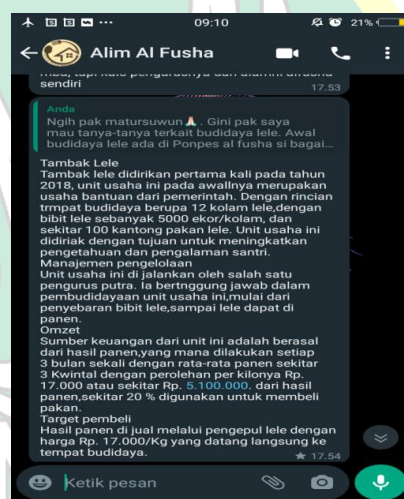 09:10
21%
Alim Al Fusha
sendiri
17.53
Anda
Ngih pak matursuwun🙏. Gini pak saya
mau tanya-tanya terkait budidaya lele. Awal
budidaya lele ada di Ponpes al fusha si bagai...
Tambak Lele
Tambak lele didirikan pertama kali pada tahun
2018, unit usaha ini pada awallnya merupakan
usaha bantuan dari pemerintah. Dengan rincian
trmpat budidaya berupa 12 kolam lele,dengan
bibit lele sebanyak 5000 ekor/kolam, dan
sekitar 100 kantong pakan lele. Unit usaha ini
didiriak dengan tujuan untuk meningkatkan
pengetahuan dan pengalaman santri.
Manajemen pengelolaan
Unit usaha ini di jalankan oleh salah satu
pengurus putra. Ia bertnggung jawab dalam
pembudidayaan unit usaha ini,mulai dari
penyebaran bibit lele,sampai lele dapat di
panen.
Omzet
Sumber keuangan dari unit ini adalah berasal
dari hasil panen,yang mana dilakukan setiap
3 bulan sekali dengan rata-rata panen sekitar
3 Kwintal dengan perolehan per kilonya Rp.
17.000 atau sekitar Rp. 5.100.000. dari hasil
panen,sekitar 20 % digunakan untuk membeli
pakan.
Target pembeli
Hasil panen di jual melalui pengepul lele dengan
harga Rp. 17.000/Kg yang datang langsung ke
tempat budidaya.
17.54
Ketik pesan